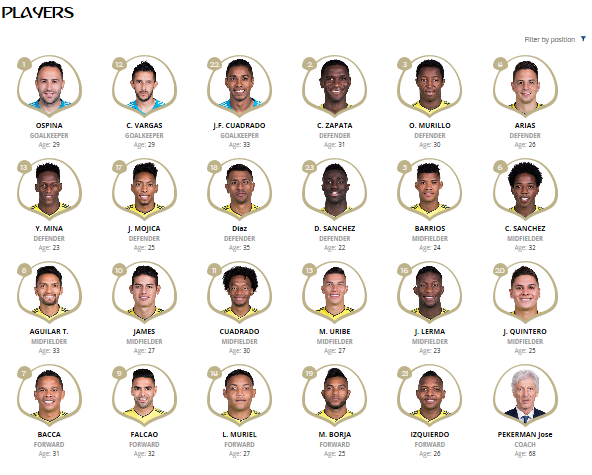 PLAYERS
Filter by position
1 12 22 2 3 4
OSPINA C. VARGAS J.F. CUADRADO C. ZAPATA O. MURILLO ARIAS
GOALKEEPER GOALKEEPER GOALKEEPER DEFENDER DEFENDER DEFENDER
Age: 29 Age: 29 Age: 33 Age: 31 Age: 30 Age: 26
13 17 18 23 5 6
Y. MINA J. MOJICA Díaz D. SANCHEZ BARRIOS C. SANCHEZ
DEFENDER DEFENDER DEFENDER DEFENDER MIDFIELDER MIDFIELDER
Age: 23 Age: 25 Age: 35 Age: 22 Age: 24 Age: 32
8 10 11 15 16 20
AGUILAR T. JAMES CUADRADO M. URIBE J. LERMA J. QUINTERO
MIDFIELDER MIDFIELDER MIDFIELDER MIDFIELDER MIDFIELDER MIDFIELDER
Age: 33 Age: 27 Age: 30 Age: 27 Age: 23 Age: 25
7 9 14 19 21
BACCA FALCAO L. MURIEL M. BORJA IZQUIERDO PEKERMAN Jose
FORWARD FORWARD FORWARD FORWARD FORWARD COACH
Age: 31 Age: 32 Age: 27 Age: 25 Age: 26 Age: 68